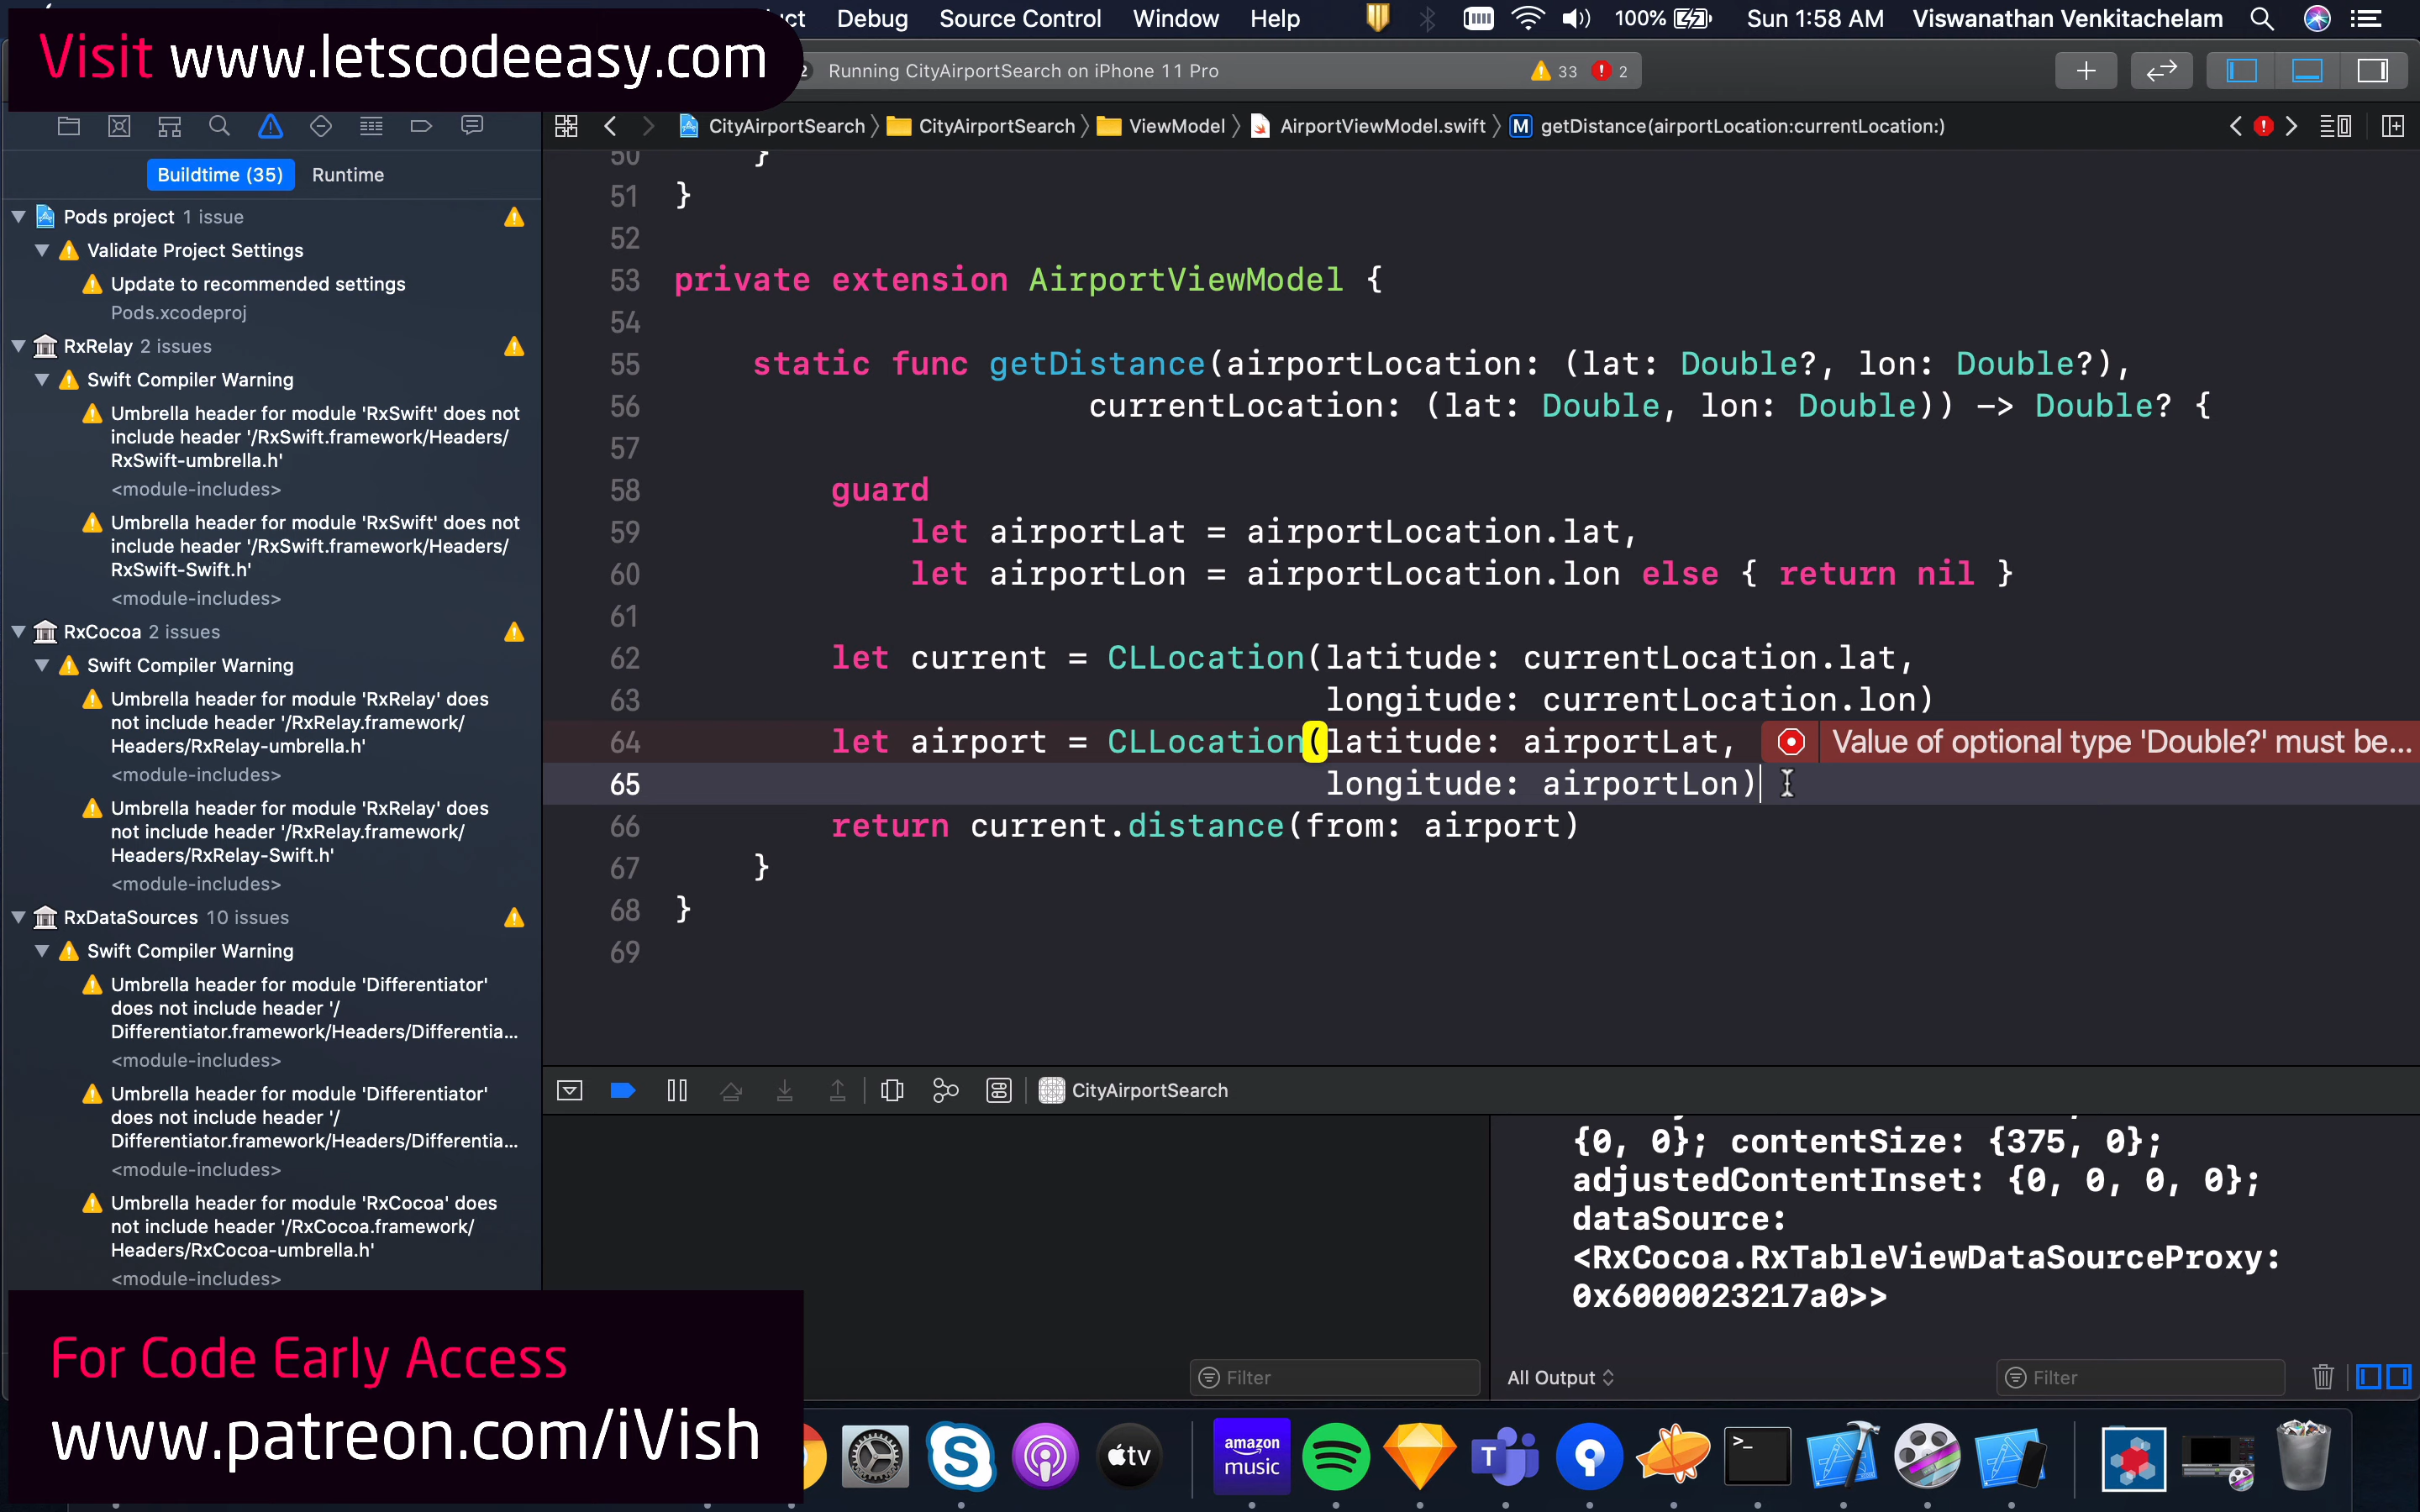 Visit www.letscodeeasy.com
Debug Source Control Window Help 100% Sun 1:58 AM Viswanathan Venkitachelam
Running CityAirportSearch on iPhone 11 Pro 33 2
CityAirportSearch CityAirportSearch ViewModel AirportViewModel.swift M getDistance(airportLocation:currentLocation:)
Buildtime (35) Runtime
Pods project 1 issue
Validate Project Settings
Update to recommended settings
Pods.xcodeproj
RxRelay 2 issues
Swift Compiler Warning
Umbrella header for module 'RxSwift' does not
include header '/RxSwift.framework/Headers/
RxSwift-umbrella.h'
<module-includes>
Umbrella header for module 'RxSwift' does not
include header '/RxSwift.framework/Headers/
RxSwift-Swift.h'
<module-includes>
RxCocoa 2 issues
Swift Compiler Warning
Umbrella header for module 'RxRelay' does
not include header '/RxRelay.framework/
Headers/RxRelay-umbrella.h'
<module-includes>
Umbrella header for module 'RxRelay' does
not include header '/RxRelay.framework/
Headers/RxRelay-Swift.h'
<module-includes>
RxDataSources 10 issues
Swift Compiler Warning
Umbrella header for module 'Differentiator'
does not include header '/
Differentiator.framework/Headers/Differentia...
<module-includes>
Umbrella header for module 'Differentiator'
does not include header '/
Differentiator.framework/Headers/Differentia...
<module-includes>
Umbrella header for module 'RxCocoa' does
not include header '/RxCocoa.framework/
Headers/RxCocoa-umbrella.h'
<module-includes>
50 }
51 }
52
53 private extension AirportViewModel {
54
55 static func getDistance(airportLocation: (lat: Double?, lon: Double?),
56 currentLocation: (lat: Double, lon: Double)) -> Double? {
57
58 guard
59 let airportLat = airportLocation.lat,
60 let airportLon = airportLocation.lon else { return nil }
61
62 let current = CLLocation(latitude: currentLocation.lat,
63 longitude: currentLocation.lon)
64 let airport = CLLocation(latitude: airportLat, Value of optional type 'Double?' must be...
65 longitude: airportLon)
66 return current.distance(from: airport)
67 }
68 }
69
CityAirportSearch
{0, 0}; contentSize: {375, 0};
adjustedContentInset: {0, 0, 0, 0};
dataSource:
<RxCocoa.RxTableViewDataSourceProxy:
0x6000023217a0>>
Filter All Output Filter
For Code Early Access
www.patreon.com/iVish
tv
amazon
music
T